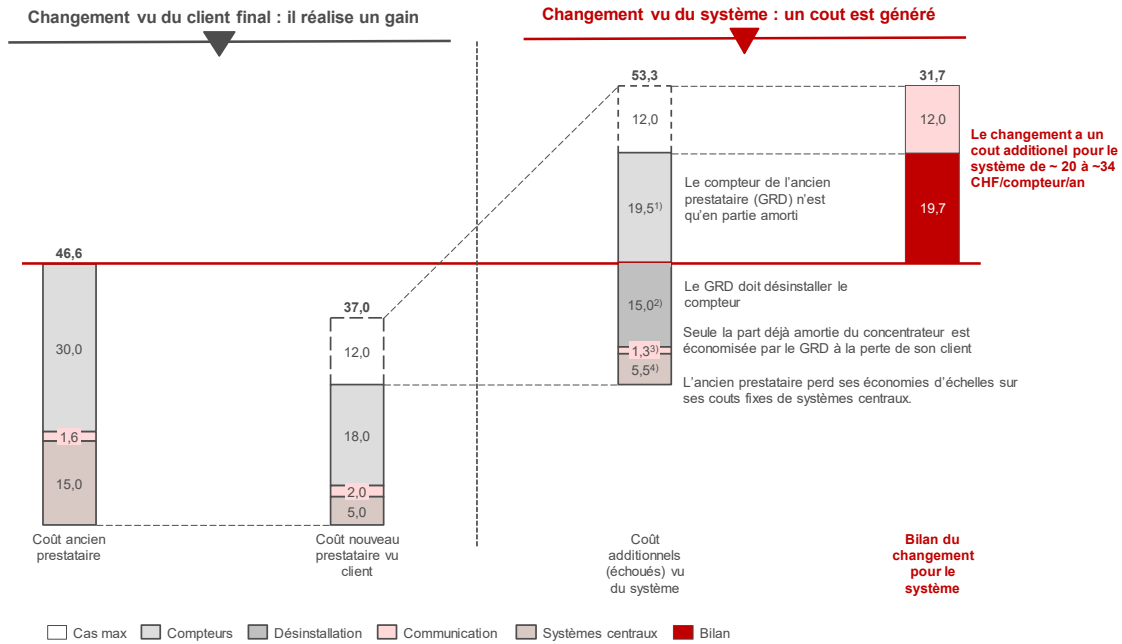 Changement vu du client final : il réalise un gain
Changement vu du système : un cout est généré
46,6
30,0
1,6
15,0
Coût ancien
prestataire
37,0
12,0
18,0
2,0
5,0
Coût nouveau
prestataire vu
client
53,3
12,0
19,5¹⁾
15,0²⁾
1,3³⁾
5,5⁴⁾
Coût
additionnels
(échoués) vu
du système
Le compteur de l'ancien
prestataire (GRD) n'est
qu'en partie amorti
Le GRD doit désinstaller le
compteur
Seule la part déjà amortie du concentrateur est
économisée par le GRD à la perte de son client
L'ancien prestataire perd ses économies d'échelles sur
ses couts fixes de systèmes centraux.
31,7
12,0
19,7
Bilan du
changement
pour le
système
Le changement a un
cout additionel pour le
système de ~ 20 à ~34
CHF/compteur/an
Cas max
Compteurs
Désinstallation
Communication
Systèmes centraux
Bilan